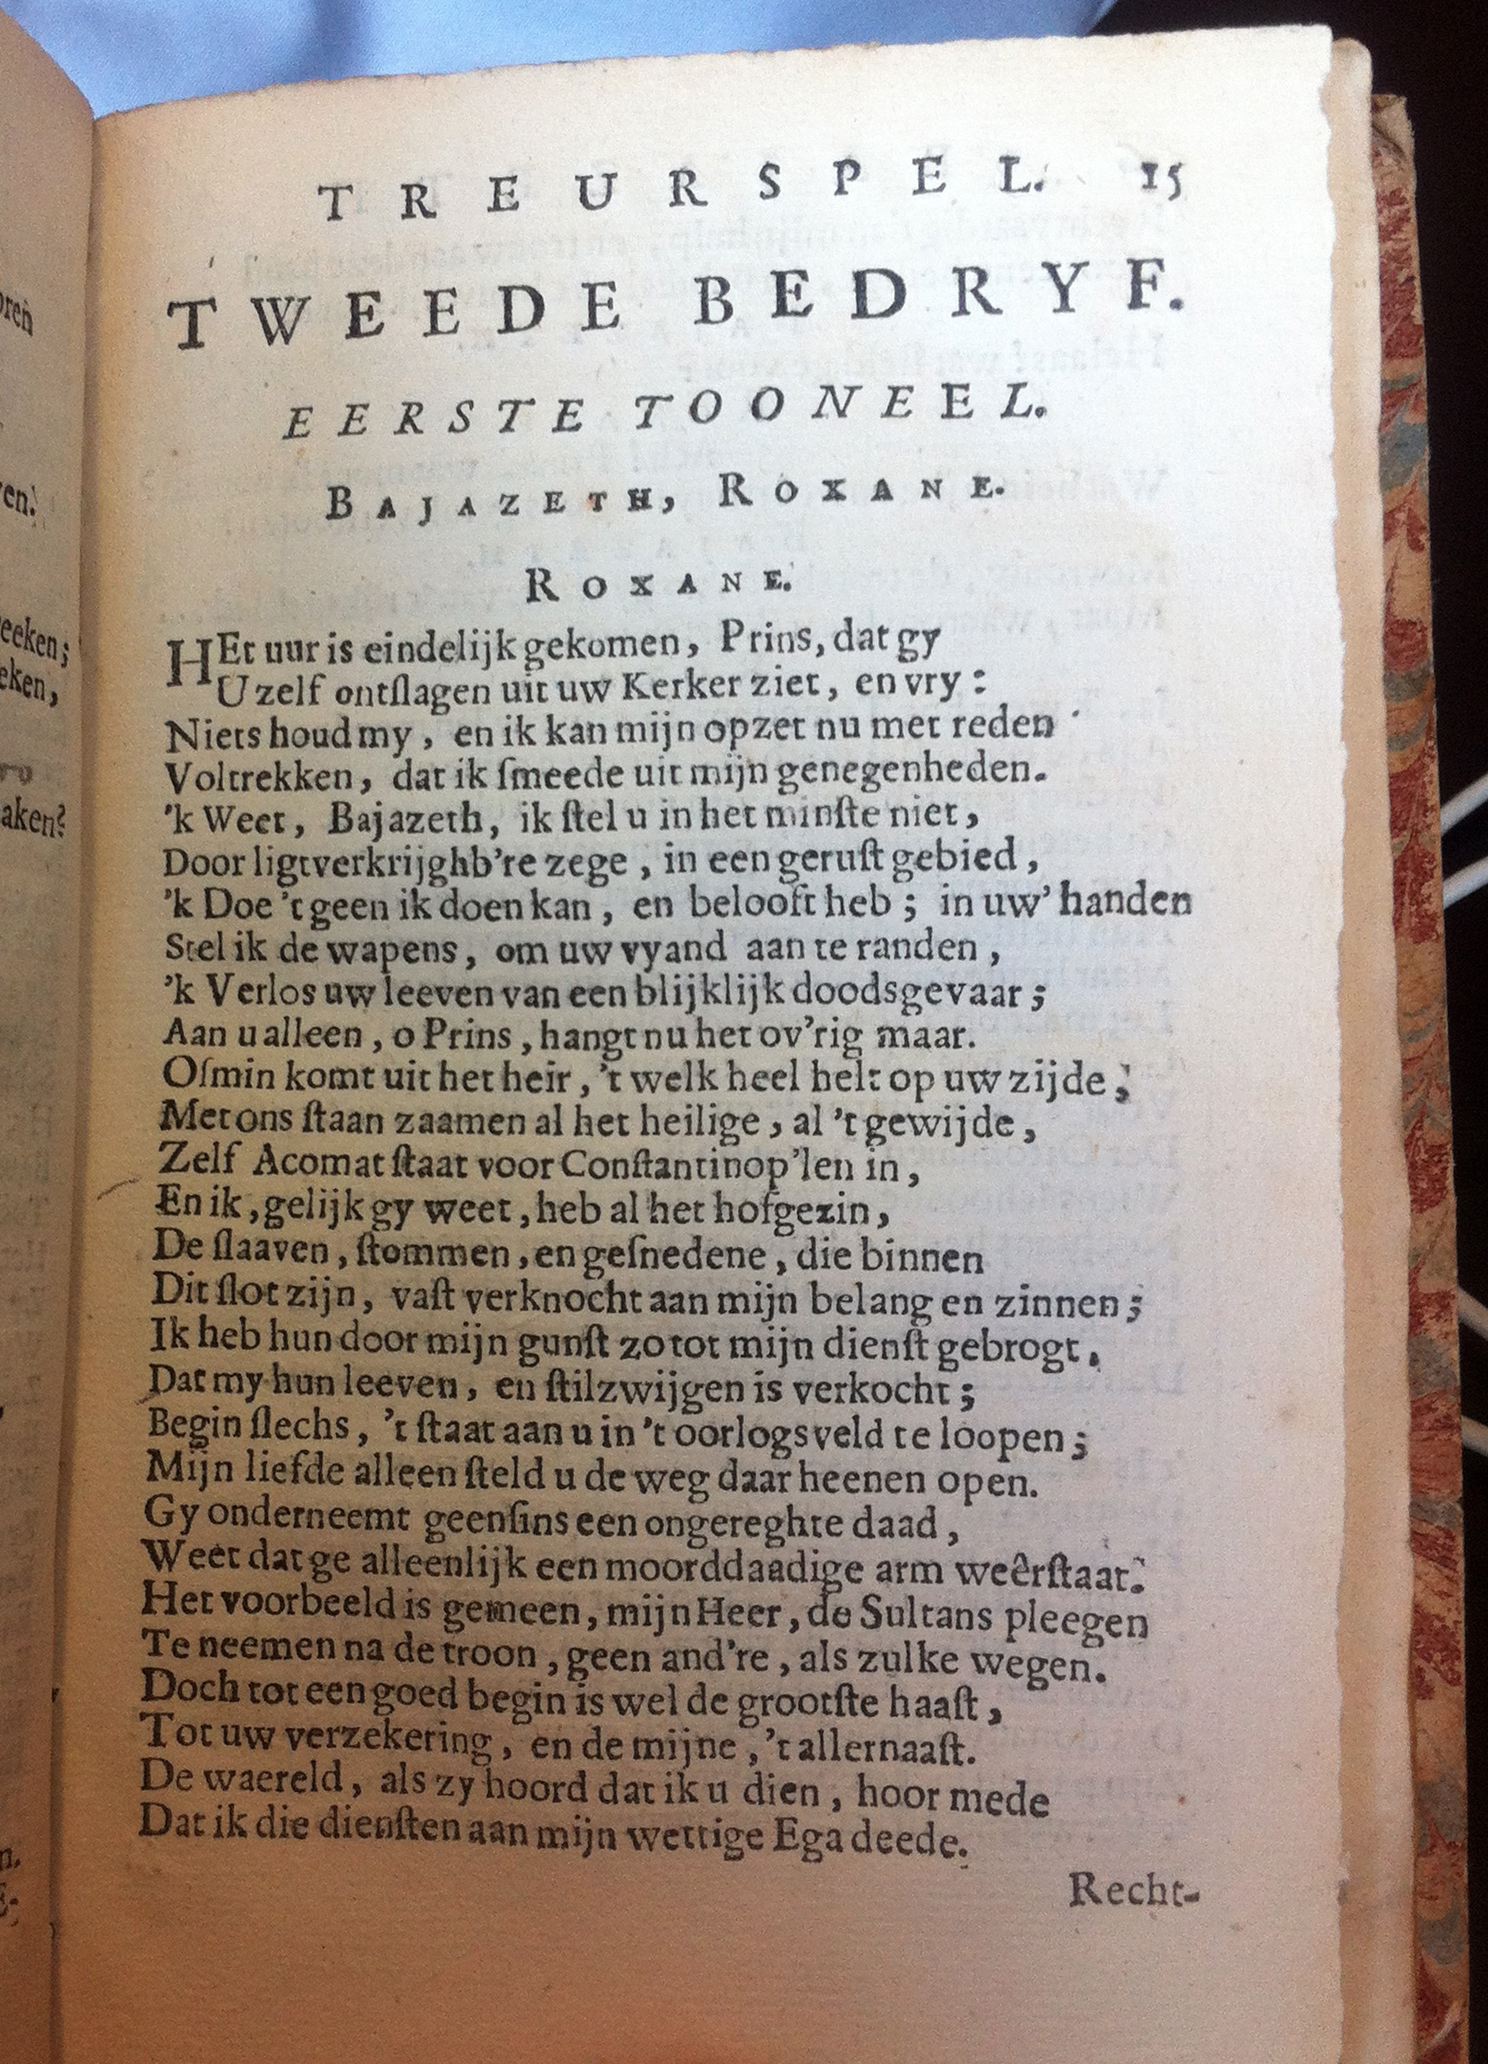 TREURSPEL. 15
TWEEDE BEDRYF.
EERSTE TOONEEL.
BAJAZETH, ROXANE.
ROXANE.
HEt uur is eindelijk gekomen, Prins, dat gy
U zelf ontſlagen uit uw Kerker ziet, en vry:
Niets houd my, en ik kan mijn opzet nu met reden
Voltrekken, dat ik ſmeede uit mijn genegenheden.
'k Weet, Bajazeth, ik ſtel u in het minſte niet,
Door ligtverkrijghb're zege, in een geruſt gebied,
'k Doe 't geen ik doen kan, en belooft heb; in uw' handen
Stel ik de wapens, om uw vyand aan te randen,
'k Verlos uw leeven van een blijklijk doodsgevaar;
Aan u alleen, o Prins, hangt nu het ov'rig maar.
Oſmin komt uit het heir, 't welk heel helt op uw zijde;
Met ons ſtaan zaamen al het heilige, al 't gewijde,
Zelf Acomat ſtaat voor Conſtantinop'len in,
En ik, gelijk gy weet, heb al het hofgezin,
De ſlaaven, ſtommen, en geſnedene, die binnen
Dit ſlot zijn, vaſt verknocht aan mijn belang en zinnen;
Ik heb hun door mijn gunſt zo tot mijn dienſt gebrogt,
Dat my hun leeven, en ſtilzwijgen is verkocht;
Begin ſlechs, 't ſtaat aan u in 't oorlogsveld te loopen;
Mijn liefde alleen ſteld u de weg daar heenen open.
Gy onderneemt geenſins een ongereghte daad,
Weet dat ge alleenlijk een moorddaadige arm weêrſtaat.
Het voorbeeld is gemeen, mijn Heer, de Sultans pleegen
Te neemen na de troon, geen and're, als zulke wegen.
Doch tot een goed begin is wel de grootſte haaſt,
Tot uw verzekering, en de mijne, 't allernaaſt.
De waereld, als zy hoord dat ik u dien, hoor mede
Dat ik die dienſten aan mijn wettige Ega deede.
Recht-